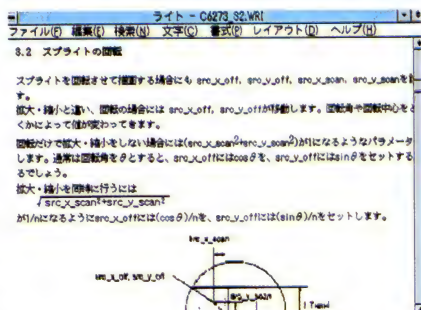 ライト - C6273_S2.WRI
ファイル(F) 編集(E) 検索(N) 文字(C) 書式(P) レイアウト(D) ヘルプ(H)
3.2 スプライトの回転
スプライトを回転させて描画する場合にも src_x_off, src_y_off, src_x_scan, src_y_scanを
す。
拡大・縮小と違い、回転の場合には src_x_off, src_y_offが移動します。回転角や回転中心をど
くかによって値が変わってきます。
回転だけで拡大・縮小をしない場合には(src_x_scan²+src_y_scan²)が1になるようなパラメータ
します。通常は回転角をθとすると、src_x_offにはcosθを、src_y_offにはsinθをセットする
るでしょう。
拡大・縮小を同時に行うには
√src_x_scan²+src_y_scan²
が1/nになるようにsrc_x_offには(cosθ)/nを、src_y_offには(sinθ)/nをセットします。
src_x_scan
src_x_off, src_y_off
src_y_scan